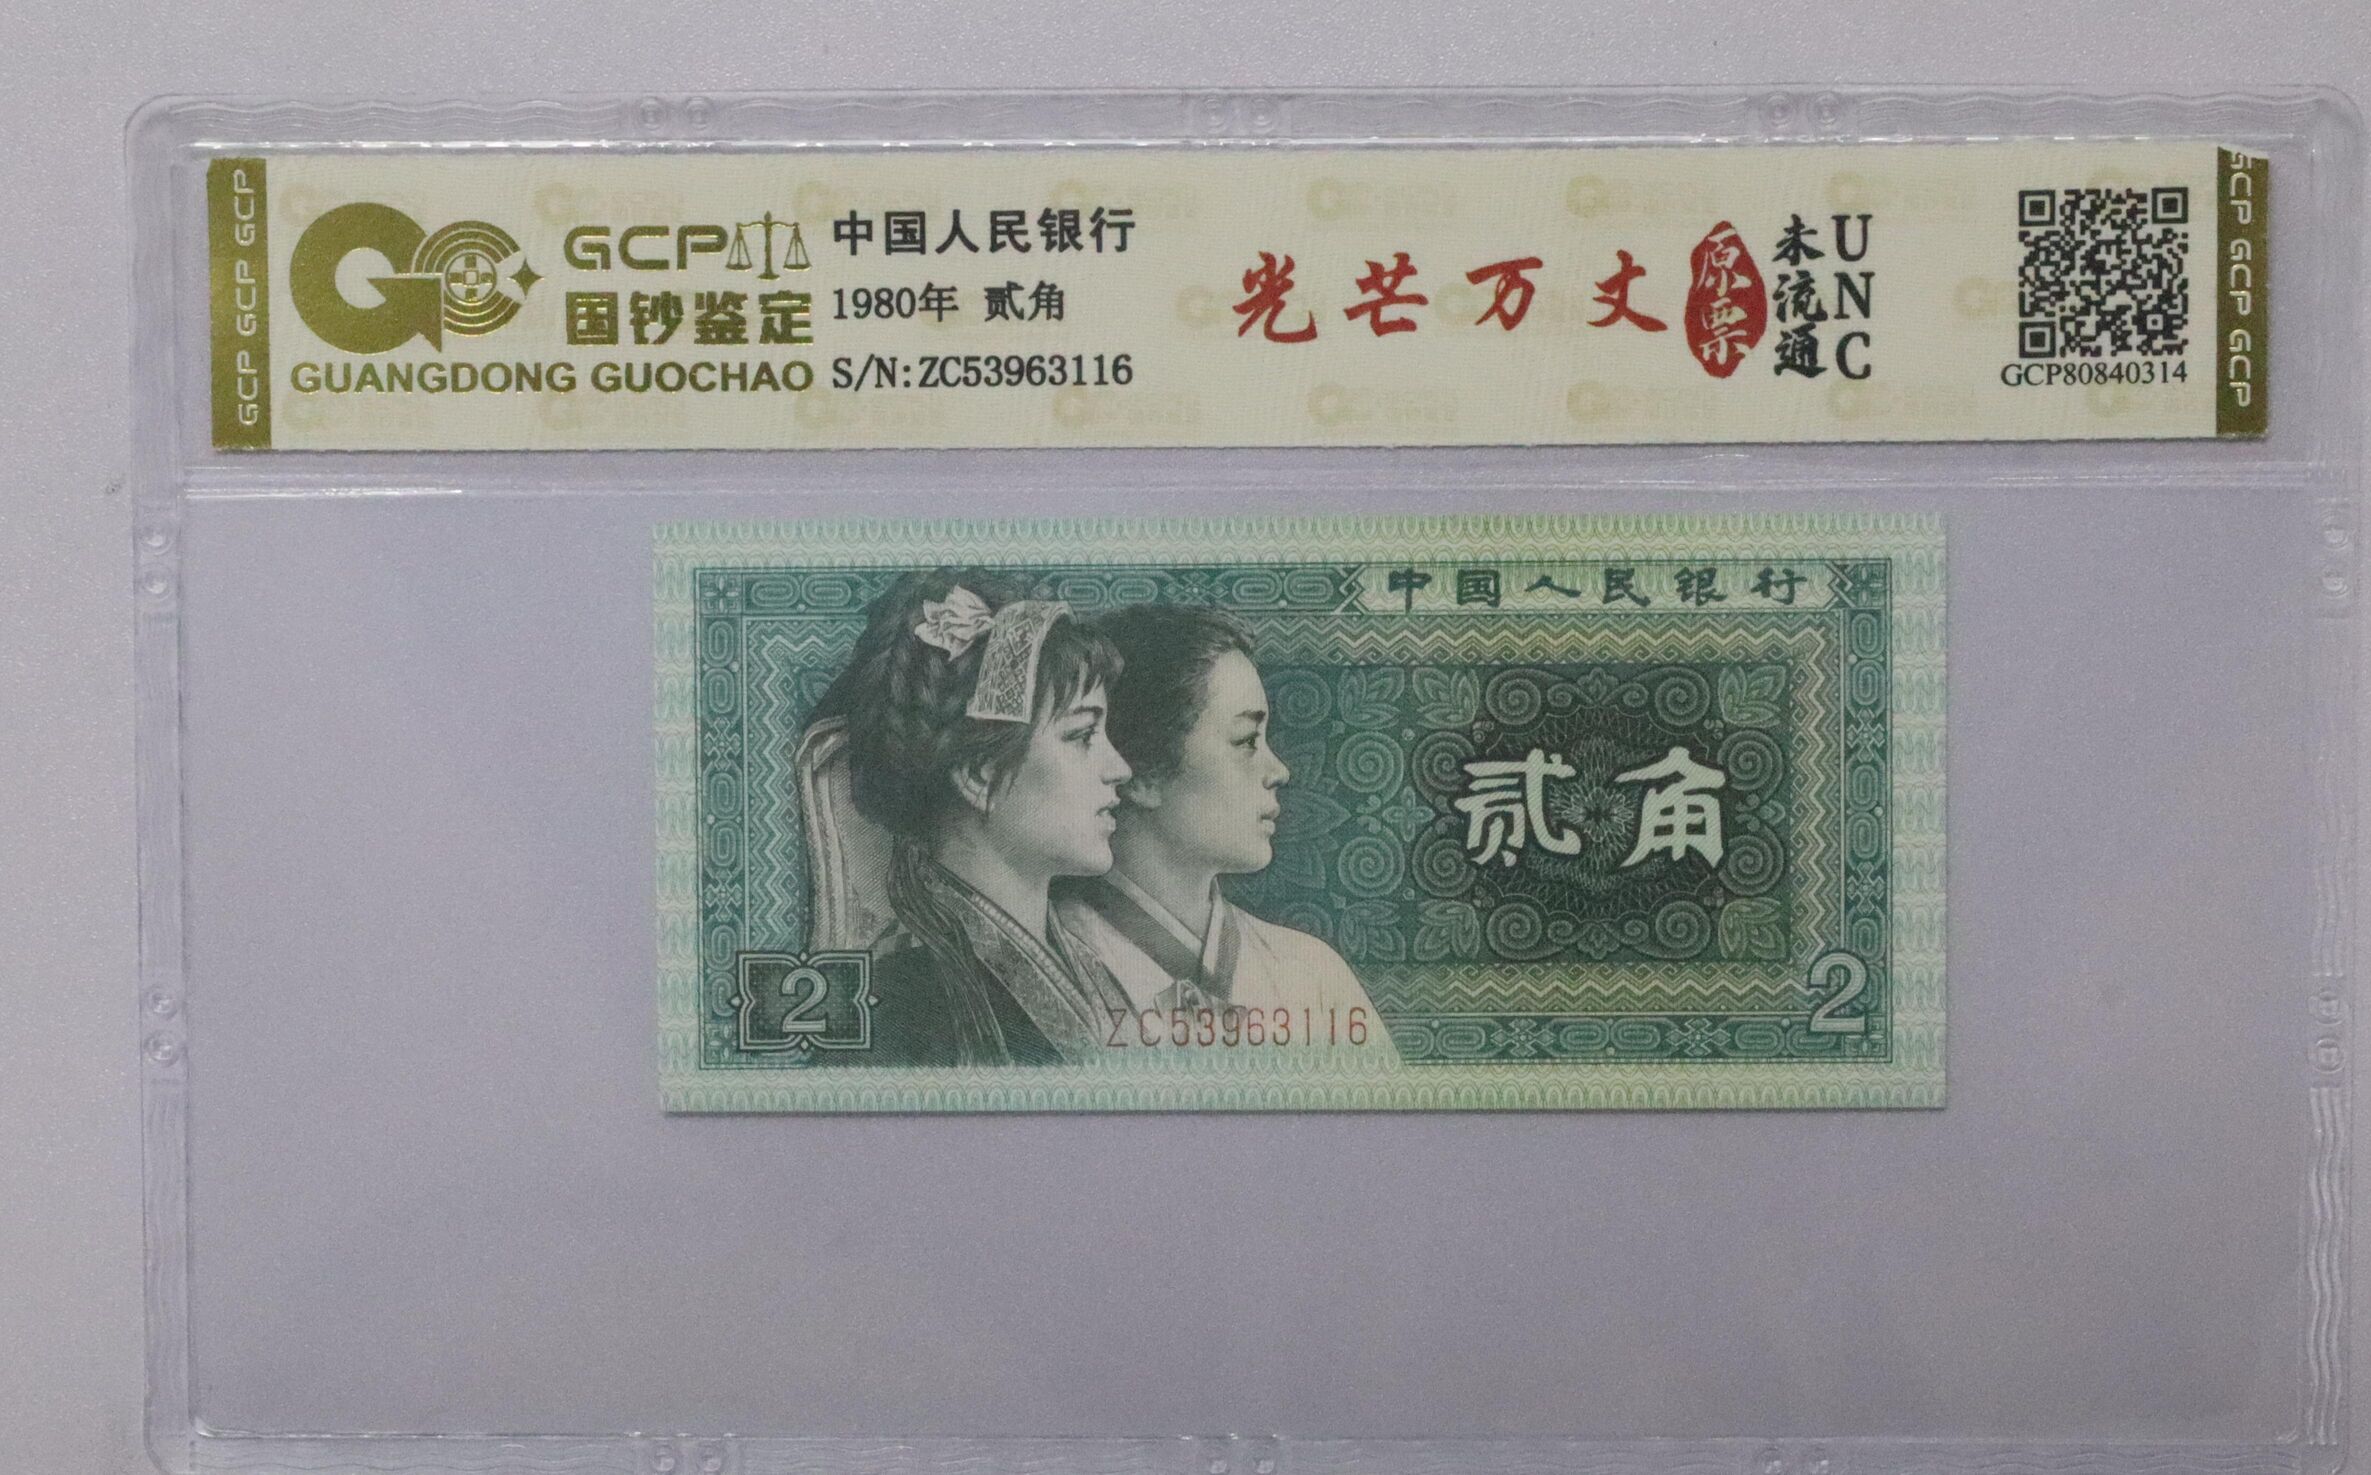 GCP GCP GCP
GCP
国钞鉴定
GUANGDONG GUOCHAO
中国人民银行
1980年 贰角
S/N:ZC53963116
光芒万丈
原票
未流通
UNC
GCP80840314
GCP GCP GCP
中国人民银行
贰角
2
ZC53963116
2